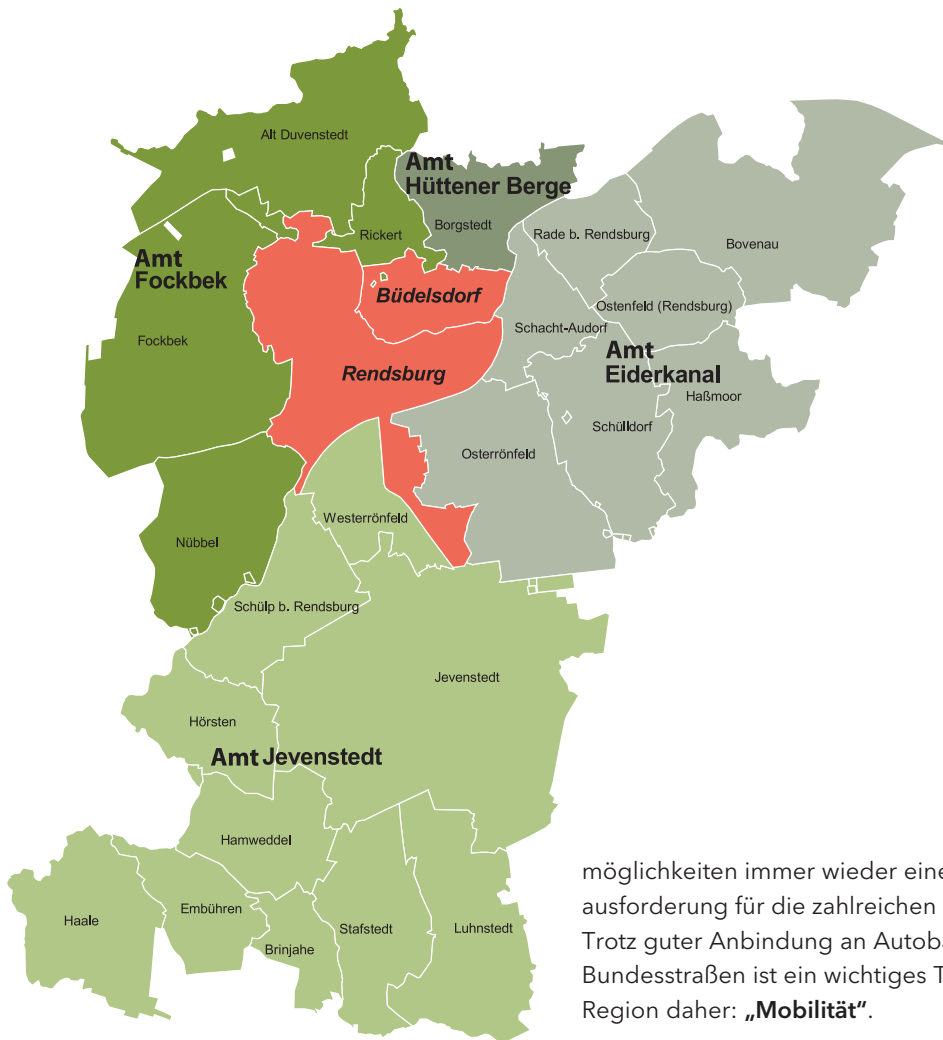 Alt Duvenstedt
Amt
Hüttener Berge
Rickert
Borgstedt
Rade b. Rendsburg
Bovenau
Amt
Fockbek
Büdelsdorf
Ostenfeld (Rendsburg)
Fockbek
Schacht-Audorf
Rendsburg
Amt
Eiderkanal
Haßmoor
Schülldorf
Osterrönfeld
Westerrönfeld
Nübbel
Schülp b. Rendsburg
Jevenstedt
Hörsten
Amt Jevenstedt
Hamweddel
Haale
Embühren
Brinjahe
Stafstedt
Luhnstedt
möglichkeiten immer wieder eine
ausforderung für die zahlreichen
Trotz guter Anbindung an
Bundesstraßen ist ein wichtiges
Region daher: „Mobilität“.